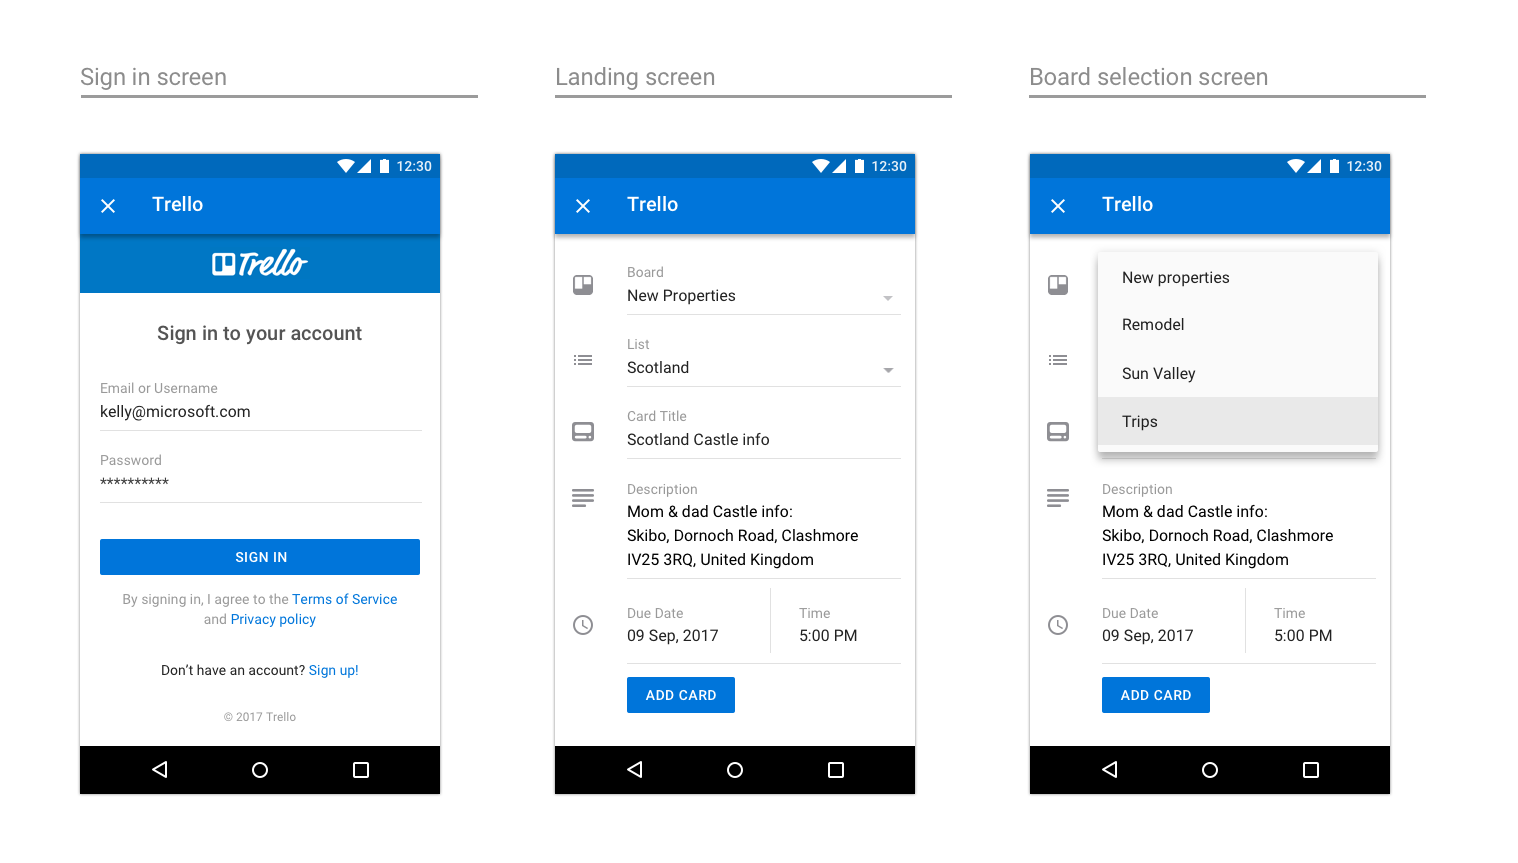 Sign in screen
12:30
Trello
Trello
Sign in to your account
Email or Username
kelly@microsoft.com
Password
**********
SIGN IN
By signing in, I agree to the Terms of Service
and Privacy policy
Don’t have an account? Sign up!
© 2017 Trello
Landing screen
12:30
Trello
Board
New Properties
List
Scotland
Card Title
Scotland Castle info
Description
Mom & dad Castle info:
Skibo, Dornoch Road, Clashmore
IV25 3RQ, United Kingdom
Due Date
Time
09 Sep, 2017
5:00 PM
ADD CARD
Board selection screen
12:30
Trello
New properties
Remodel
Sun Valley
Trips
Description
Mom & dad Castle info:
Skibo, Dornoch Road, Clashmore
IV25 3RQ, United Kingdom
Due Date
Time
09 Sep, 2017
5:00 PM
ADD CARD